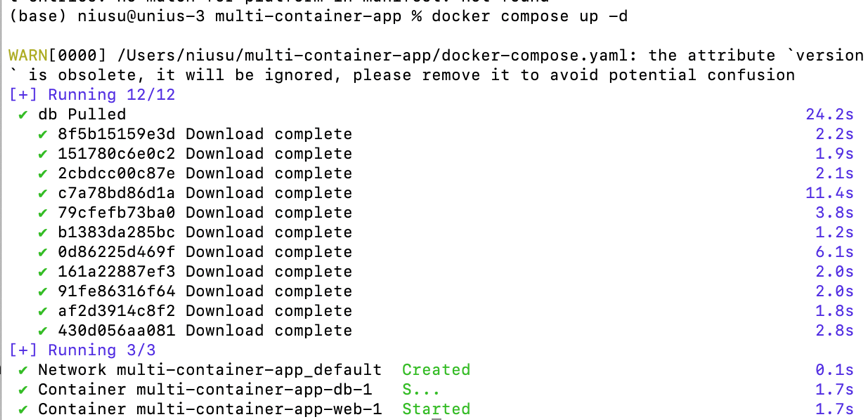 (base) niusu@unius-3 multi-container-app % docker compose up -d
WARN[0000] /Users/niusu/multi-container-app/docker-compose.yaml: the attribute `version
` is obsolete, it will be ignored, please remove it to avoid potential confusion
[+] Running 12/12
✔ db Pulled 24.2s
✔ 8f5b15159e3d Download complete 2.2s
✔ 151780c6e0c2 Download complete 1.9s
✔ 2cbdcc00c87e Download complete 2.1s
✔ c7a78bd86d1a Download complete 11.4s
✔ 79cfefb73ba0 Download complete 3.8s
✔ b1383da285bc Download complete 1.2s
✔ 0d86225d469f Download complete 6.1s
✔ 161a22887ef3 Download complete 2.0s
✔ 91fe86316f64 Download complete 2.0s
✔ af2d3914c8f2 Download complete 1.8s
✔ 430d056aa081 Download complete 2.8s
[+] Running 3/3
✔ Network multi-container-app_default Created 0.1s
✔ Container multi-container-app-db-1 S... 1.7s
✔ Container multi-container-app-web-1 Started 1.7s